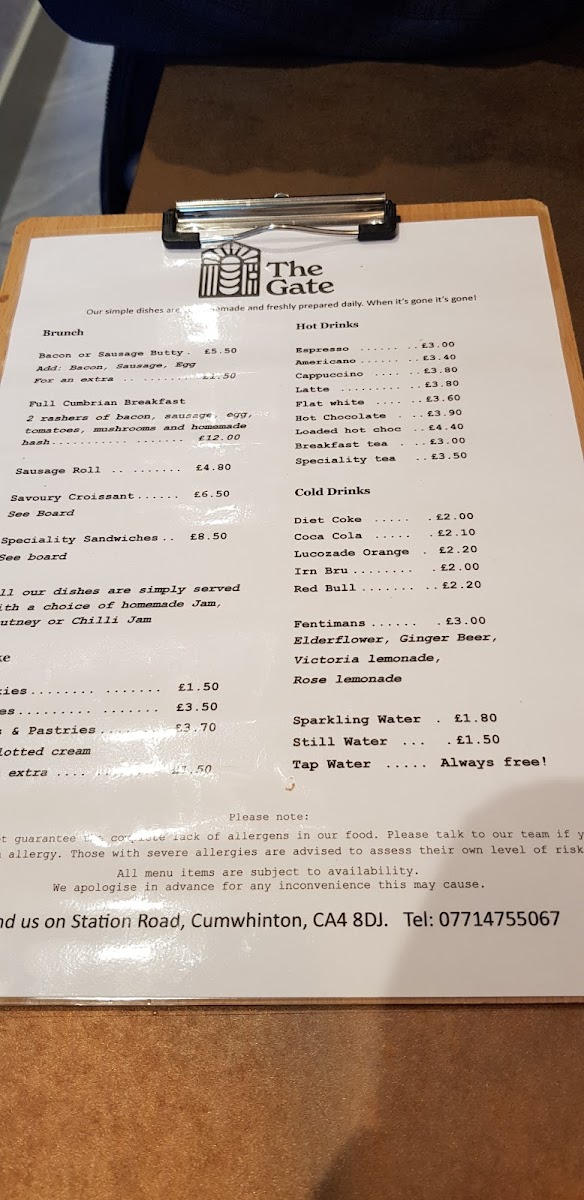 The
Gate
Our simple dishes are and freshly prepared daily. When it's gone it's gone!
Brunch
Bacon or Sausage Butty. £5.50
Add: Bacon, Sausage, Egg
For an extra .. ........ £1.50
Full Cumbrian Breakfast
2 rashers of bacon, sausage, egg,
tomatoes, mushrooms and homemade
hash........... ....... £12.00
Sausage Roll .. ....... £4.80
Savoury Croissant...... £6.50
See Board
Speciality Sandwiches.. £8.50
See board
ll our dishes are simply served
ith a choice of homemade Jam,
utney or Chilli Jam
ke
kies........ ....... £1.50
es......... ....... £3.50
s & Pastries........ £3.70
lotted cream
extra .... £1.50
Hot Drinks
Espresso ...... ..£3.00
Americano ...... ..£3.40
Cappuccino .... ..£3.80
Latte ......... ..£3.80
Flat white .... ..£3.60
Hot Chocolate . ..£3.90
Loaded hot choc ..£4.40
Breakfast tea . ..£3.00
Speciality tea ..£3.50
Cold Drinks
Diet Coke ..... .£2.00
Coca Cola ..... .£2.10
Lucozade Orange . £2.20
Irn Bru........ .£2.00
Red Bull....... ..£2.20
Fentimans...... .£3.00
Elderflower, Ginger Beer,
Victoria lemonade,
Rose lemonade
Sparkling Water . £1.80
Still Water ... .£1.50
Tap Water ..... Always free!
Please note:
ot guarantee the complete lack of allergens in our food. Please talk to our team if y
allergy. Those with severe allergies are advised to assess their own level of risk
All menu items are subject to availability.
We apologise in advance for any inconvenience this may cause.
nd us on Station Road, Cumwhinton, CA4 8DJ. Tel: 07714755067